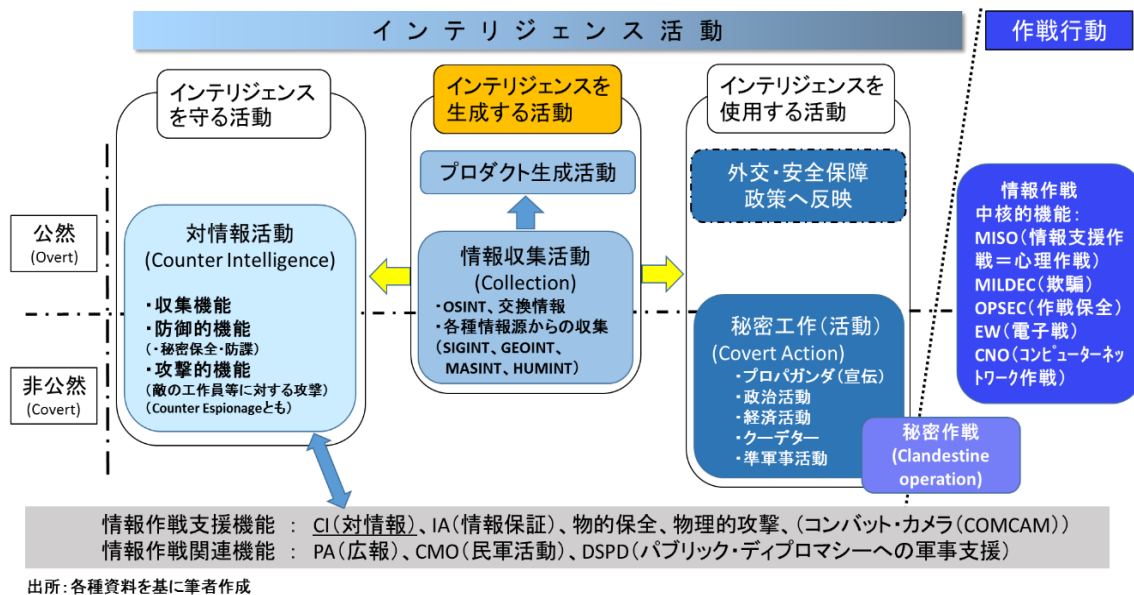 インテリジェンス活動
作戦行動
インテリジェンス
を守る活動
インテリジェンスを
生成する活動
インテリジェンスを
使用する活動
公然
(Overt)
非公然
(Covert)
対情報活動
(Counter Intelligence)
・収集機能
・防御的機能
(・秘密保全・防諜)
・攻撃的機能
(敵の工作員等に対する攻撃)
(Counter Espionageとも)
プロダクト生成活動
情報収集活動
(Collection)
・OSINT、交換情報
・各種情報源からの収集
(SIGINT、GEOINT、
MASINT、HUMINT)
外交・安全保障
政策へ反映
秘密工作(活動)
(Covert Action)
・プロパガンダ(宣伝)
・政治活動
・経済活動
・クーデター
・準軍事活動
情報作戦
中核的機能:
MISO(情報支援作
戦=心理作戦)
MILDEC(欺騙)
OPSEC(作戦保全)
EW(電子戦)
CNO(コンピューターネッ
トワーク作戦)
秘密作戦
(Clandestine
operation)
情報作戦支援機能 : CI(対情報)、IA(情報保証)、物的保全、物理的攻撃、(コンバット・カメラ(COMCAM))
情報作戦関連機能 : PA(広報)、CMO(民軍活動)、DSPD(パブリック・ディプロマシーへの軍事支援)
出所:各種資料を基に筆者作成